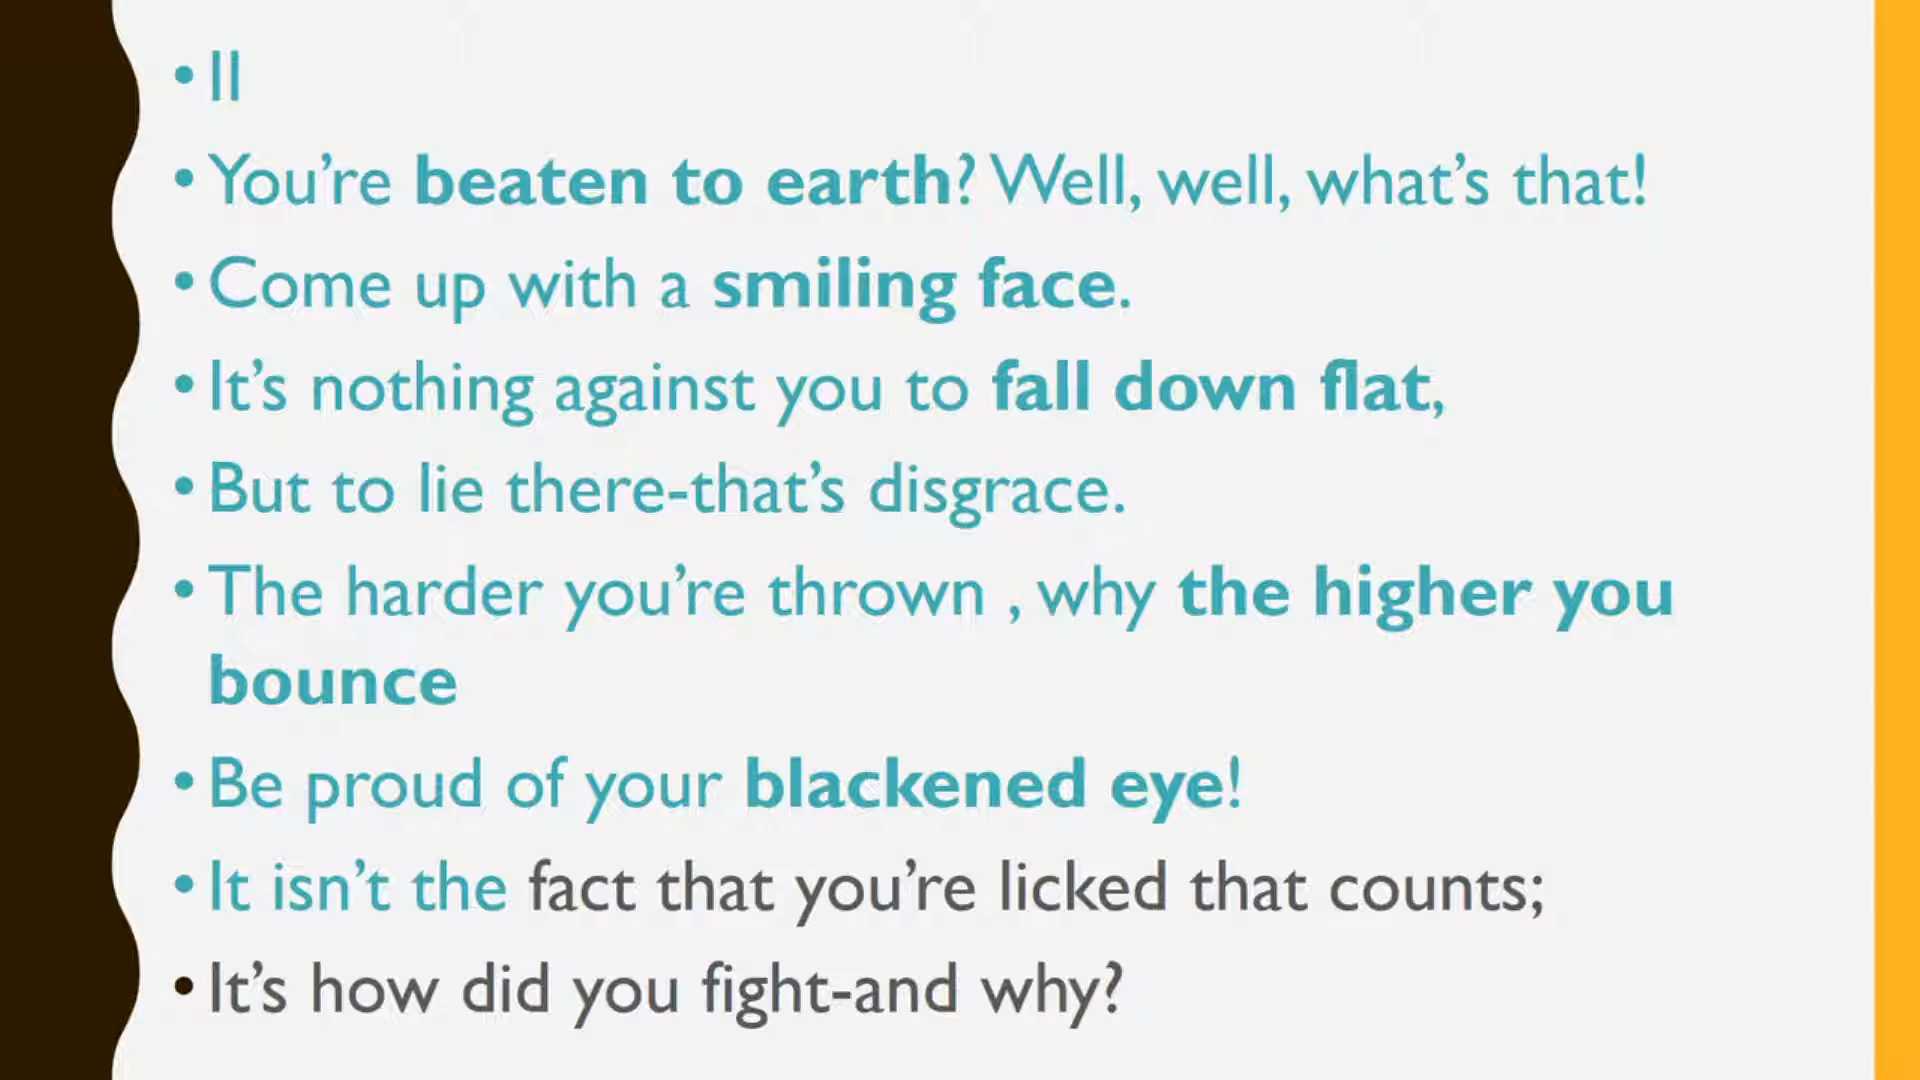 • II
• You’re beaten to earth? Well, well, what’s that!
• Come up with a smiling face.
• It’s nothing against you to fall down flat,
• But to lie there-that’s disgrace.
• The harder you’re thrown , why the higher you
bounce
• Be proud of your blackened eye!
• It isn’t the fact that you’re licked that counts;
• It’s how did you fight-and why?